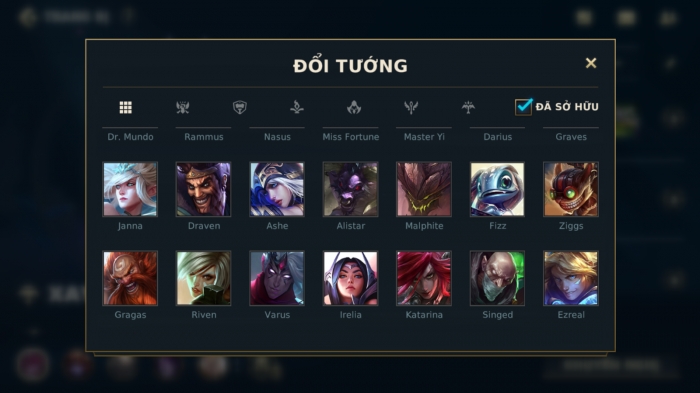 ĐỔI TƯỚNG
ĐÃ SỞ HỮU
Dr. Mundo Rammus Nasus Miss Fortune Master Yi Darius Graves
Janna Draven Ashe Alistar Malphite Fizz Ziggs
Gragas Riven Varus Irelia Katarina Singed Ezreal